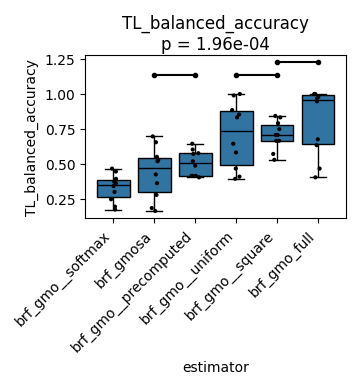 TL_balanced_accuracy
p = 1.96e-04
TL_balanced_accuracy
1.25
1.00
0.75
0.50
0.25
brf_gmo__softmax
brf_gmosa
brf_gmo__precomputed
brf_gmo__uniform
brf_gmo__square
brf_gmo_full
estimator